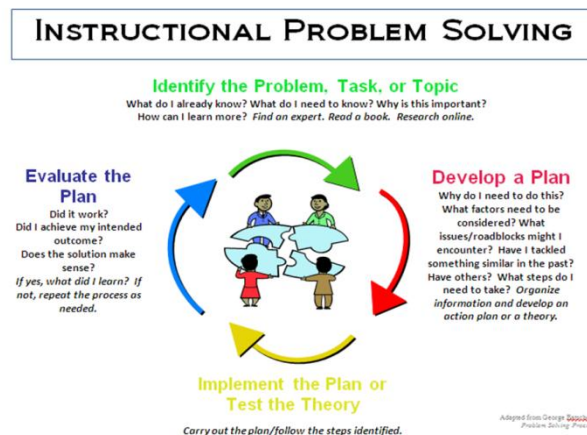 INSTRUCTIONAL PROBLEM SOLVING
Identify the Problem, Task, or Topic
What do I already know? What do I need to know? Why is this important?
How can I learn more? Find an expert. Read a book. Research online.
Evaluate the
Plan
Did it work?
Did I achieve my intended
outcome?
Does the solution make
sense?
If yes, what did I learn? If
not, repeat the process as
needed.
Develop a Plan
Why do I need to do this?
What factors need to be
considered? What
issues/roadblocks might I
encounter? Have I tackled
something similar in the past?
Have others? What steps do I
need to take? Organize
information and develop an
action plan or a theory.
Implement the Plan or
Test the Theory
Carry out the plan/follow the steps identified.
Adapted from George
Problem Solving